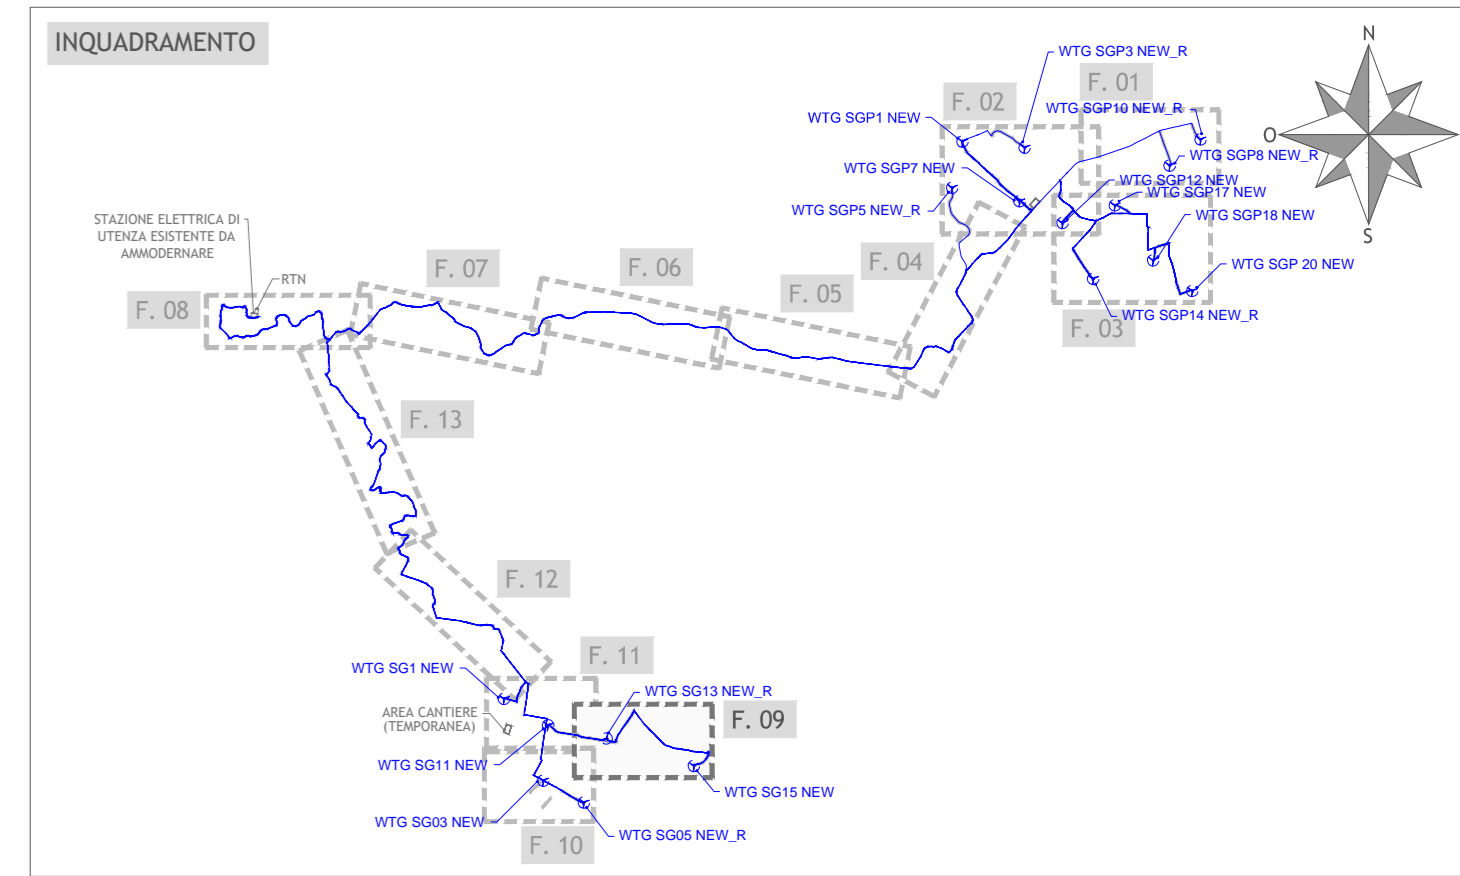 INQUADRAMENTO
N
O
S
WTG SGP3 NEW_R
F. 01
F. 02
WTG SGP10 NEW_R
WTG SGP1 NEW
WTG SGP8 NEW_R
WTG SGP7 NEW
WTG SGP12 NEW
WTG SGP17 NEW
WTG SGP5 NEW_R
WTG SGP18 NEW
STAZIONE ELETTRICA DI
UTENZA ESISTENTE DA
AMMODERNARE
RTN
F. 08
F. 07
F. 06
F. 05
F. 04
WTG SGP 20 NEW
WTG SGP14 NEW_R
F. 03
F. 13
F. 12
F. 11
WTG SG1 NEW
WTG SG13 NEW_R
AREA CANTIERE
(TEMPORANEA)
F. 09
WTG SG11 NEW
WTG SG15 NEW
WTG SG03 NEW
WTG SG05 NEW_R
F. 10